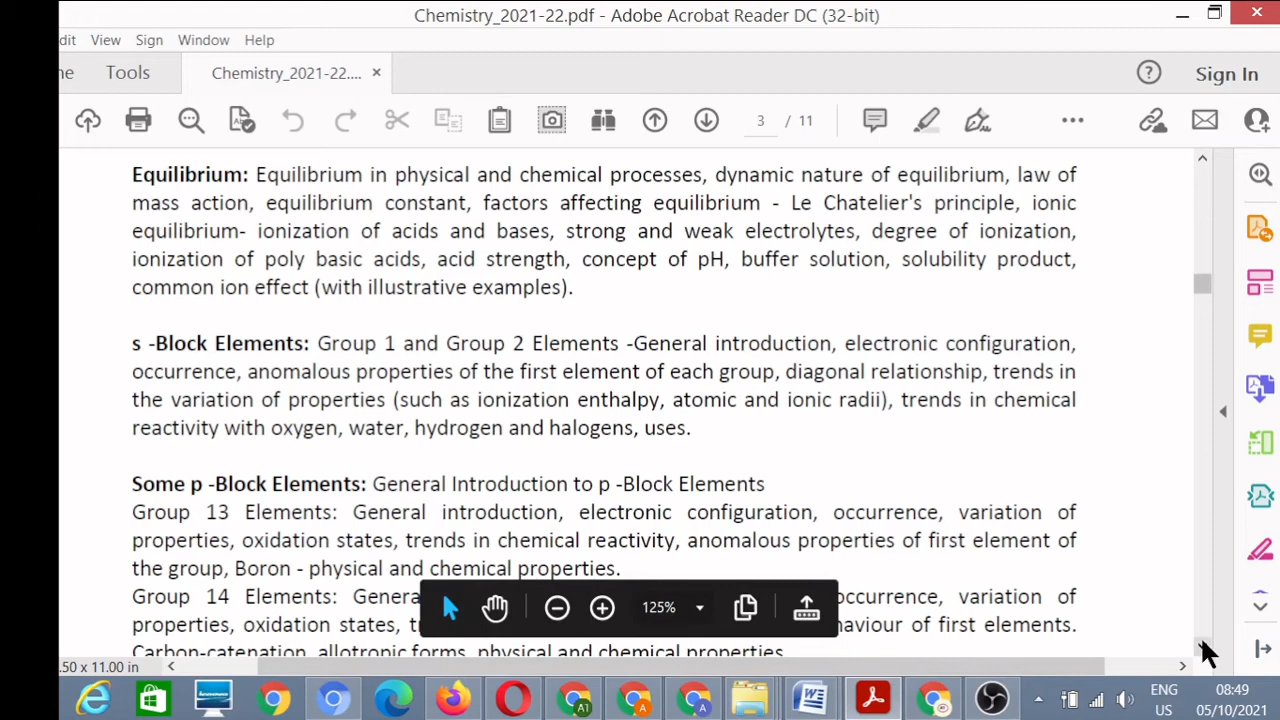 Chemistry_2021-22.pdf - Adobe Acrobat Reader DC (32-bit)
dit View Sign Window Help
ne Tools Chemistry_2021-22.... × Sign In
3 / 11
Equilibrium: Equilibrium in physical and chemical processes, dynamic nature of equilibrium, law of
mass action, equilibrium constant, factors affecting equilibrium - Le Chatelier's principle, ionic
equilibrium- ionization of acids and bases, strong and weak electrolytes, degree of ionization,
ionization of poly basic acids, acid strength, concept of pH, buffer solution, solubility product,
common ion effect (with illustrative examples).
s -Block Elements: Group 1 and Group 2 Elements -General introduction, electronic configuration,
occurrence, anomalous properties of the first element of each group, diagonal relationship, trends in
the variation of properties (such as ionization enthalpy, atomic and ionic radii), trends in chemical
reactivity with oxygen, water, hydrogen and halogens, uses.
Some p -Block Elements: General Introduction to p -Block Elements
Group 13 Elements: General introduction, electronic configuration, occurrence, variation of
properties, oxidation states, trends in chemical reactivity, anomalous properties of first element of
the group, Boron - physical and chemical properties.
Group 14 Elements: Genera occurrence, variation of
properties, oxidation states, haviour of first elements.
Carbon-catenation, allotropic forms, physical and chemical properties
125%
.50 x 11.00 in
ENG 08:49
US 05/10/2021